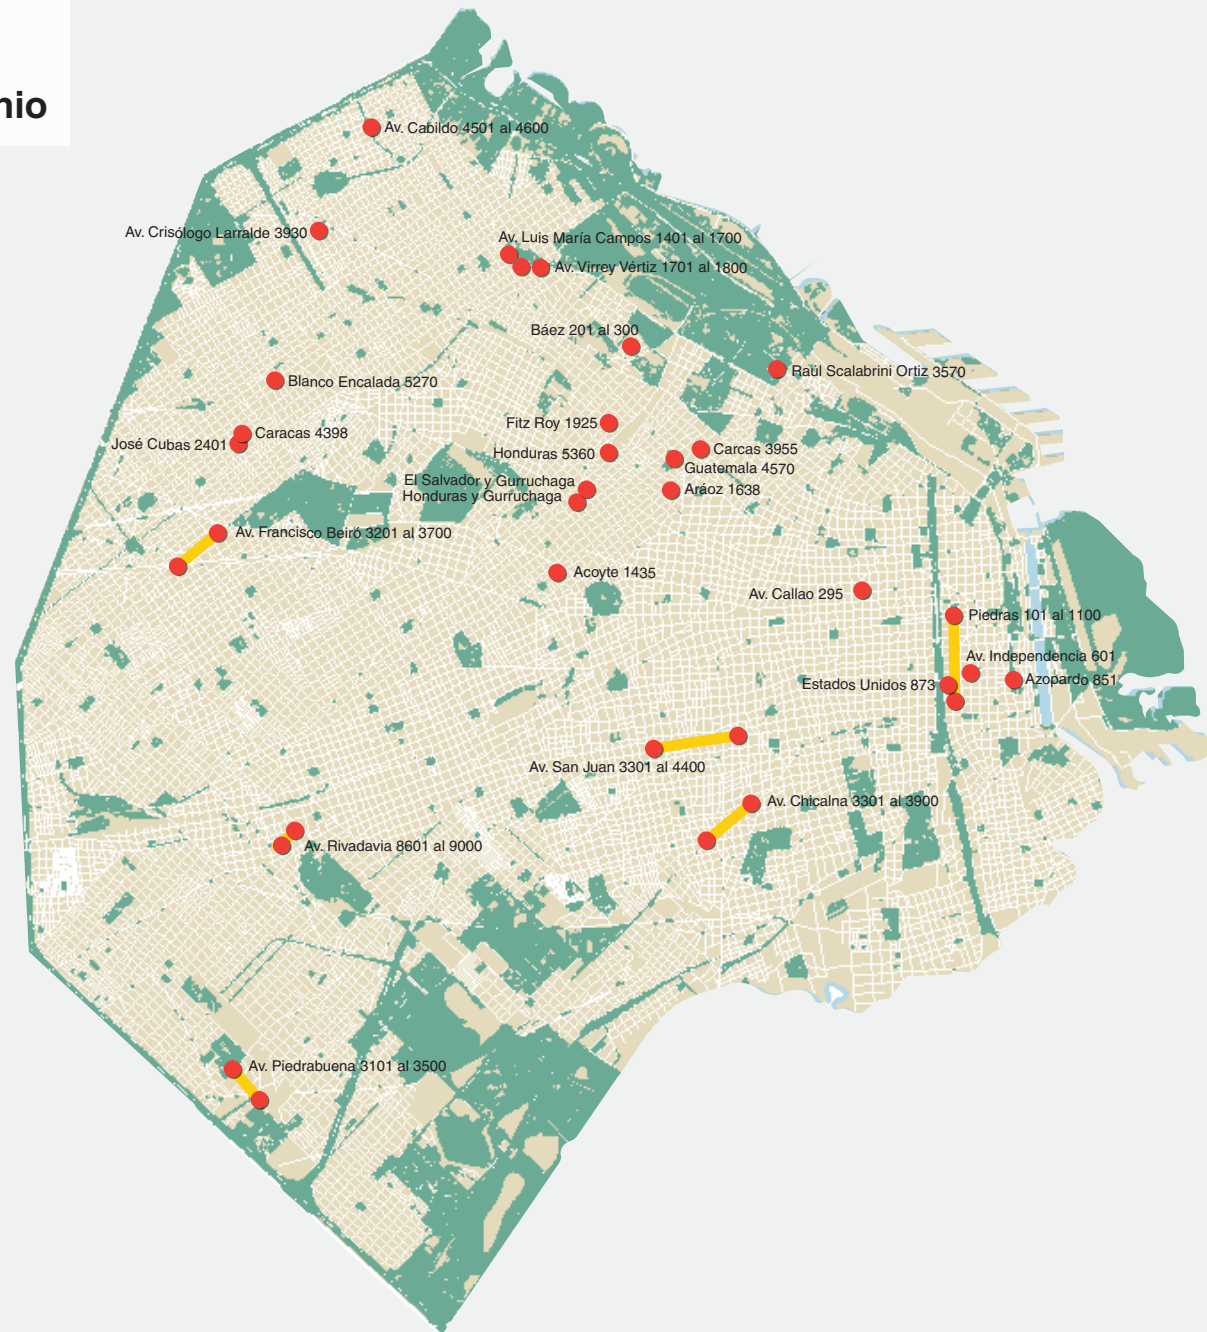 nio
Av. Cabildo 4501 al 4600
Av. Crisólogo Larralde 3930
Av. Luis María Campos 1401 al 1700
Av. Virrey Vértiz 1701 al 1800
Báez 201 al 300
Raúl Scalabrini Ortiz 3570
Blanco Encalada 5270
Fitz Roy 1925
Caracas 4398
José Cubas 2401
Honduras 5360
Carcas 3955
Guatemala 4570
El Salvador y Gurruchaga
Honduras y Gurruchaga
Aráoz 1638
Av. Francisco Beiró 3201 al 3700
Acoyte 1435
Av. Callao 295
Piedras 101 al 1100
Av. Independencia 601
Estados Unidos 873
Azopardo 851
Av. San Juan 3301 al 4400
Av. Chicalna 3301 al 3900
Av. Rivadavia 8601 al 9000
Av. Piedrabuena 3101 al 3500